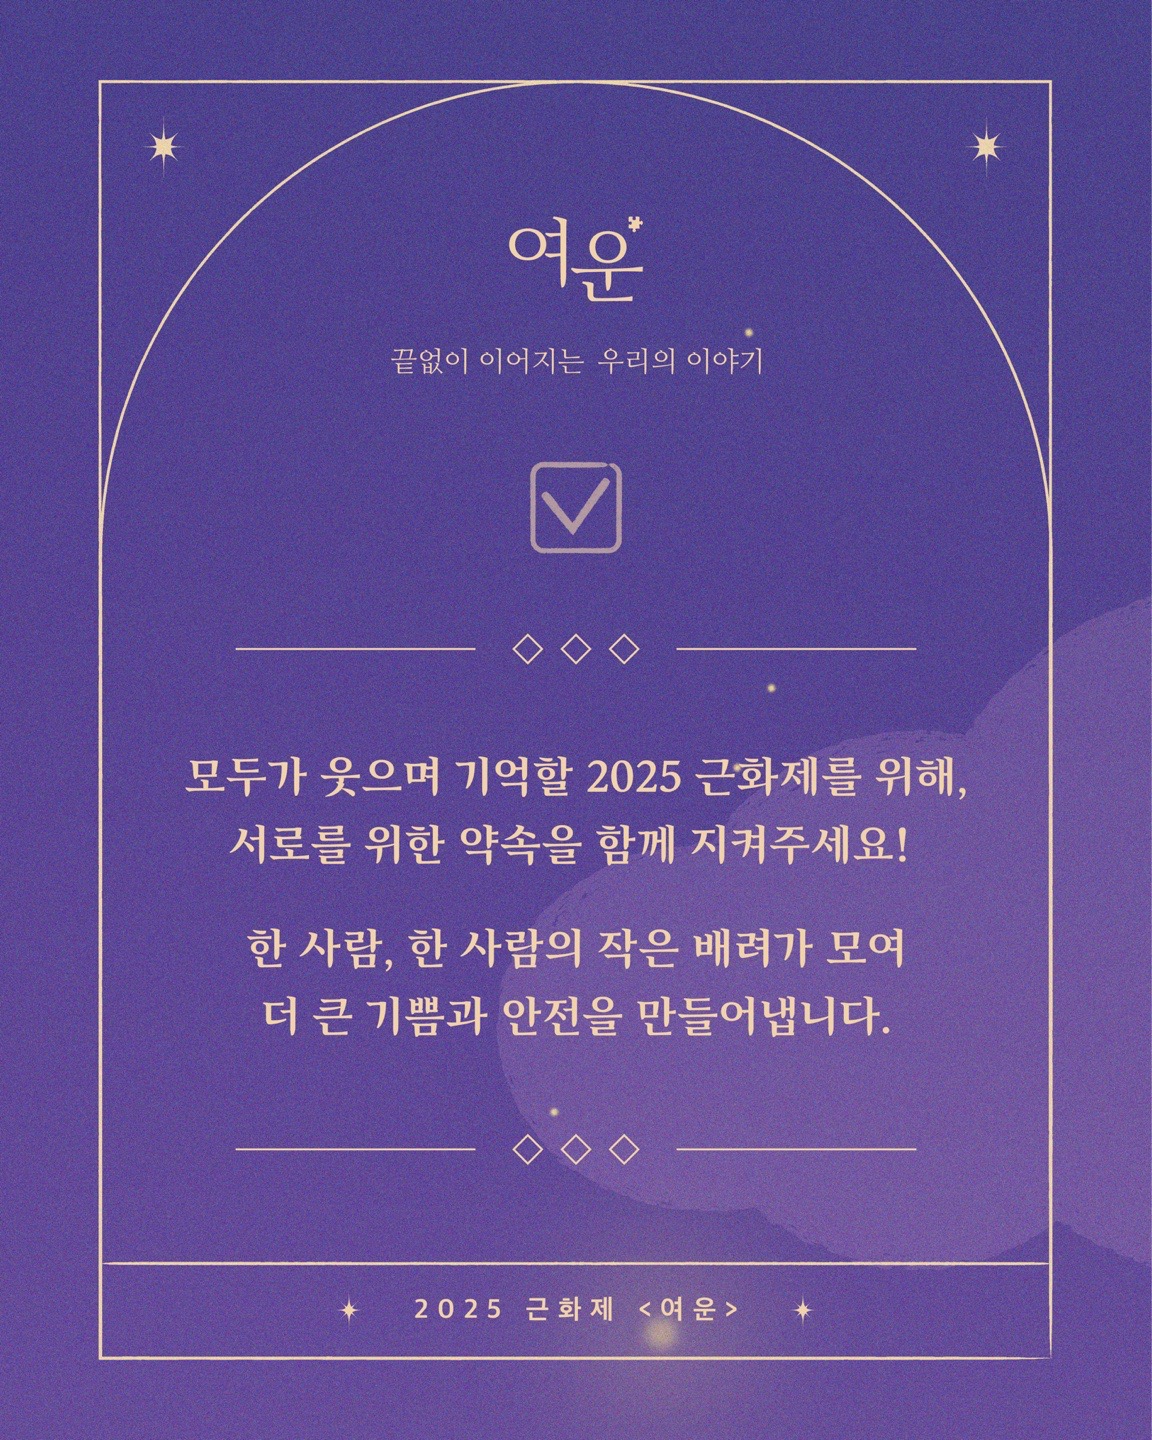 여운
끝없이 이어지는 우리의 이야기
모두가 웃으며 기억할 2025 근화제를 위해,
서로를 위한 약속을 함께 지켜주세요!
한 사람, 한 사람의 작은 배려가 모여
더 큰 기쁨과 안전을 만들어냅니다.
2025 근화제 <여운>